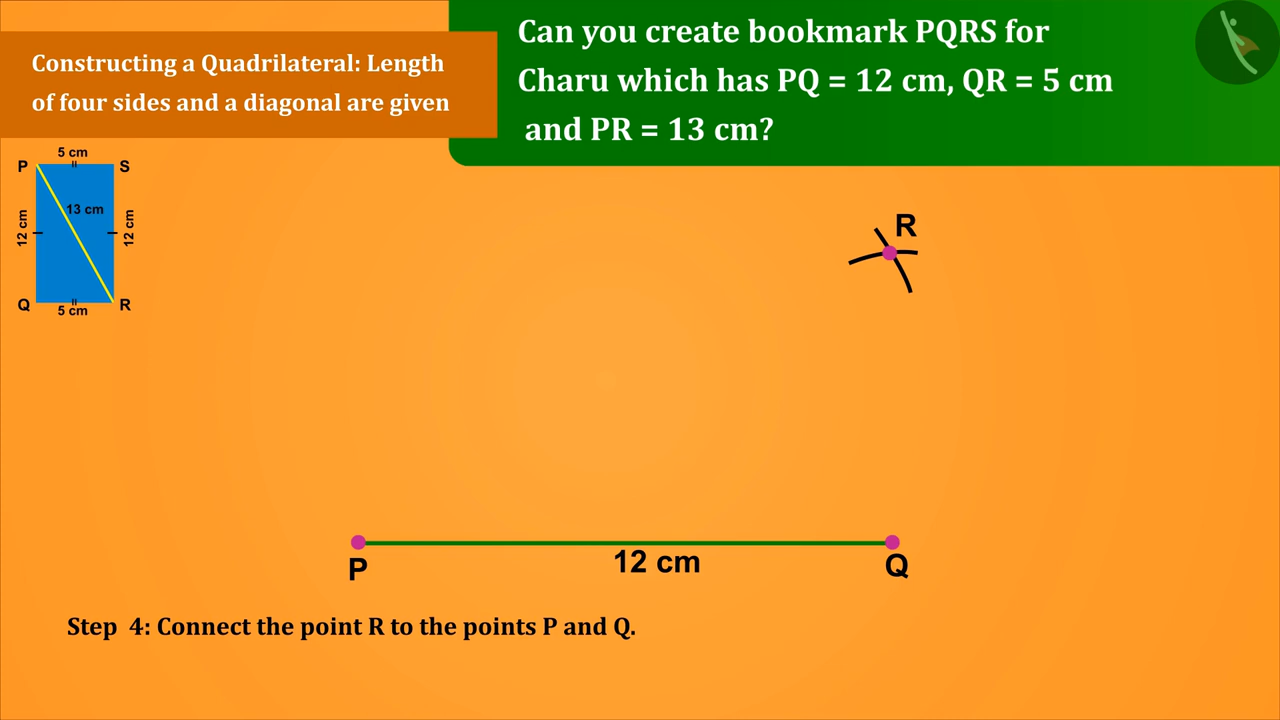 Constructing a Quadrilateral: Length
of four sides and a diagonal are given
Can you create bookmark PQRS for
Charu which has PQ = 12 cm, QR = 5 cm
and PR = 13 cm?
5 cm
P
S
13 cm
12 cm
12 cm
Q
R
5 cm
R
12 cm
P
Q
Step 4: Connect the point R to the points P and Q.